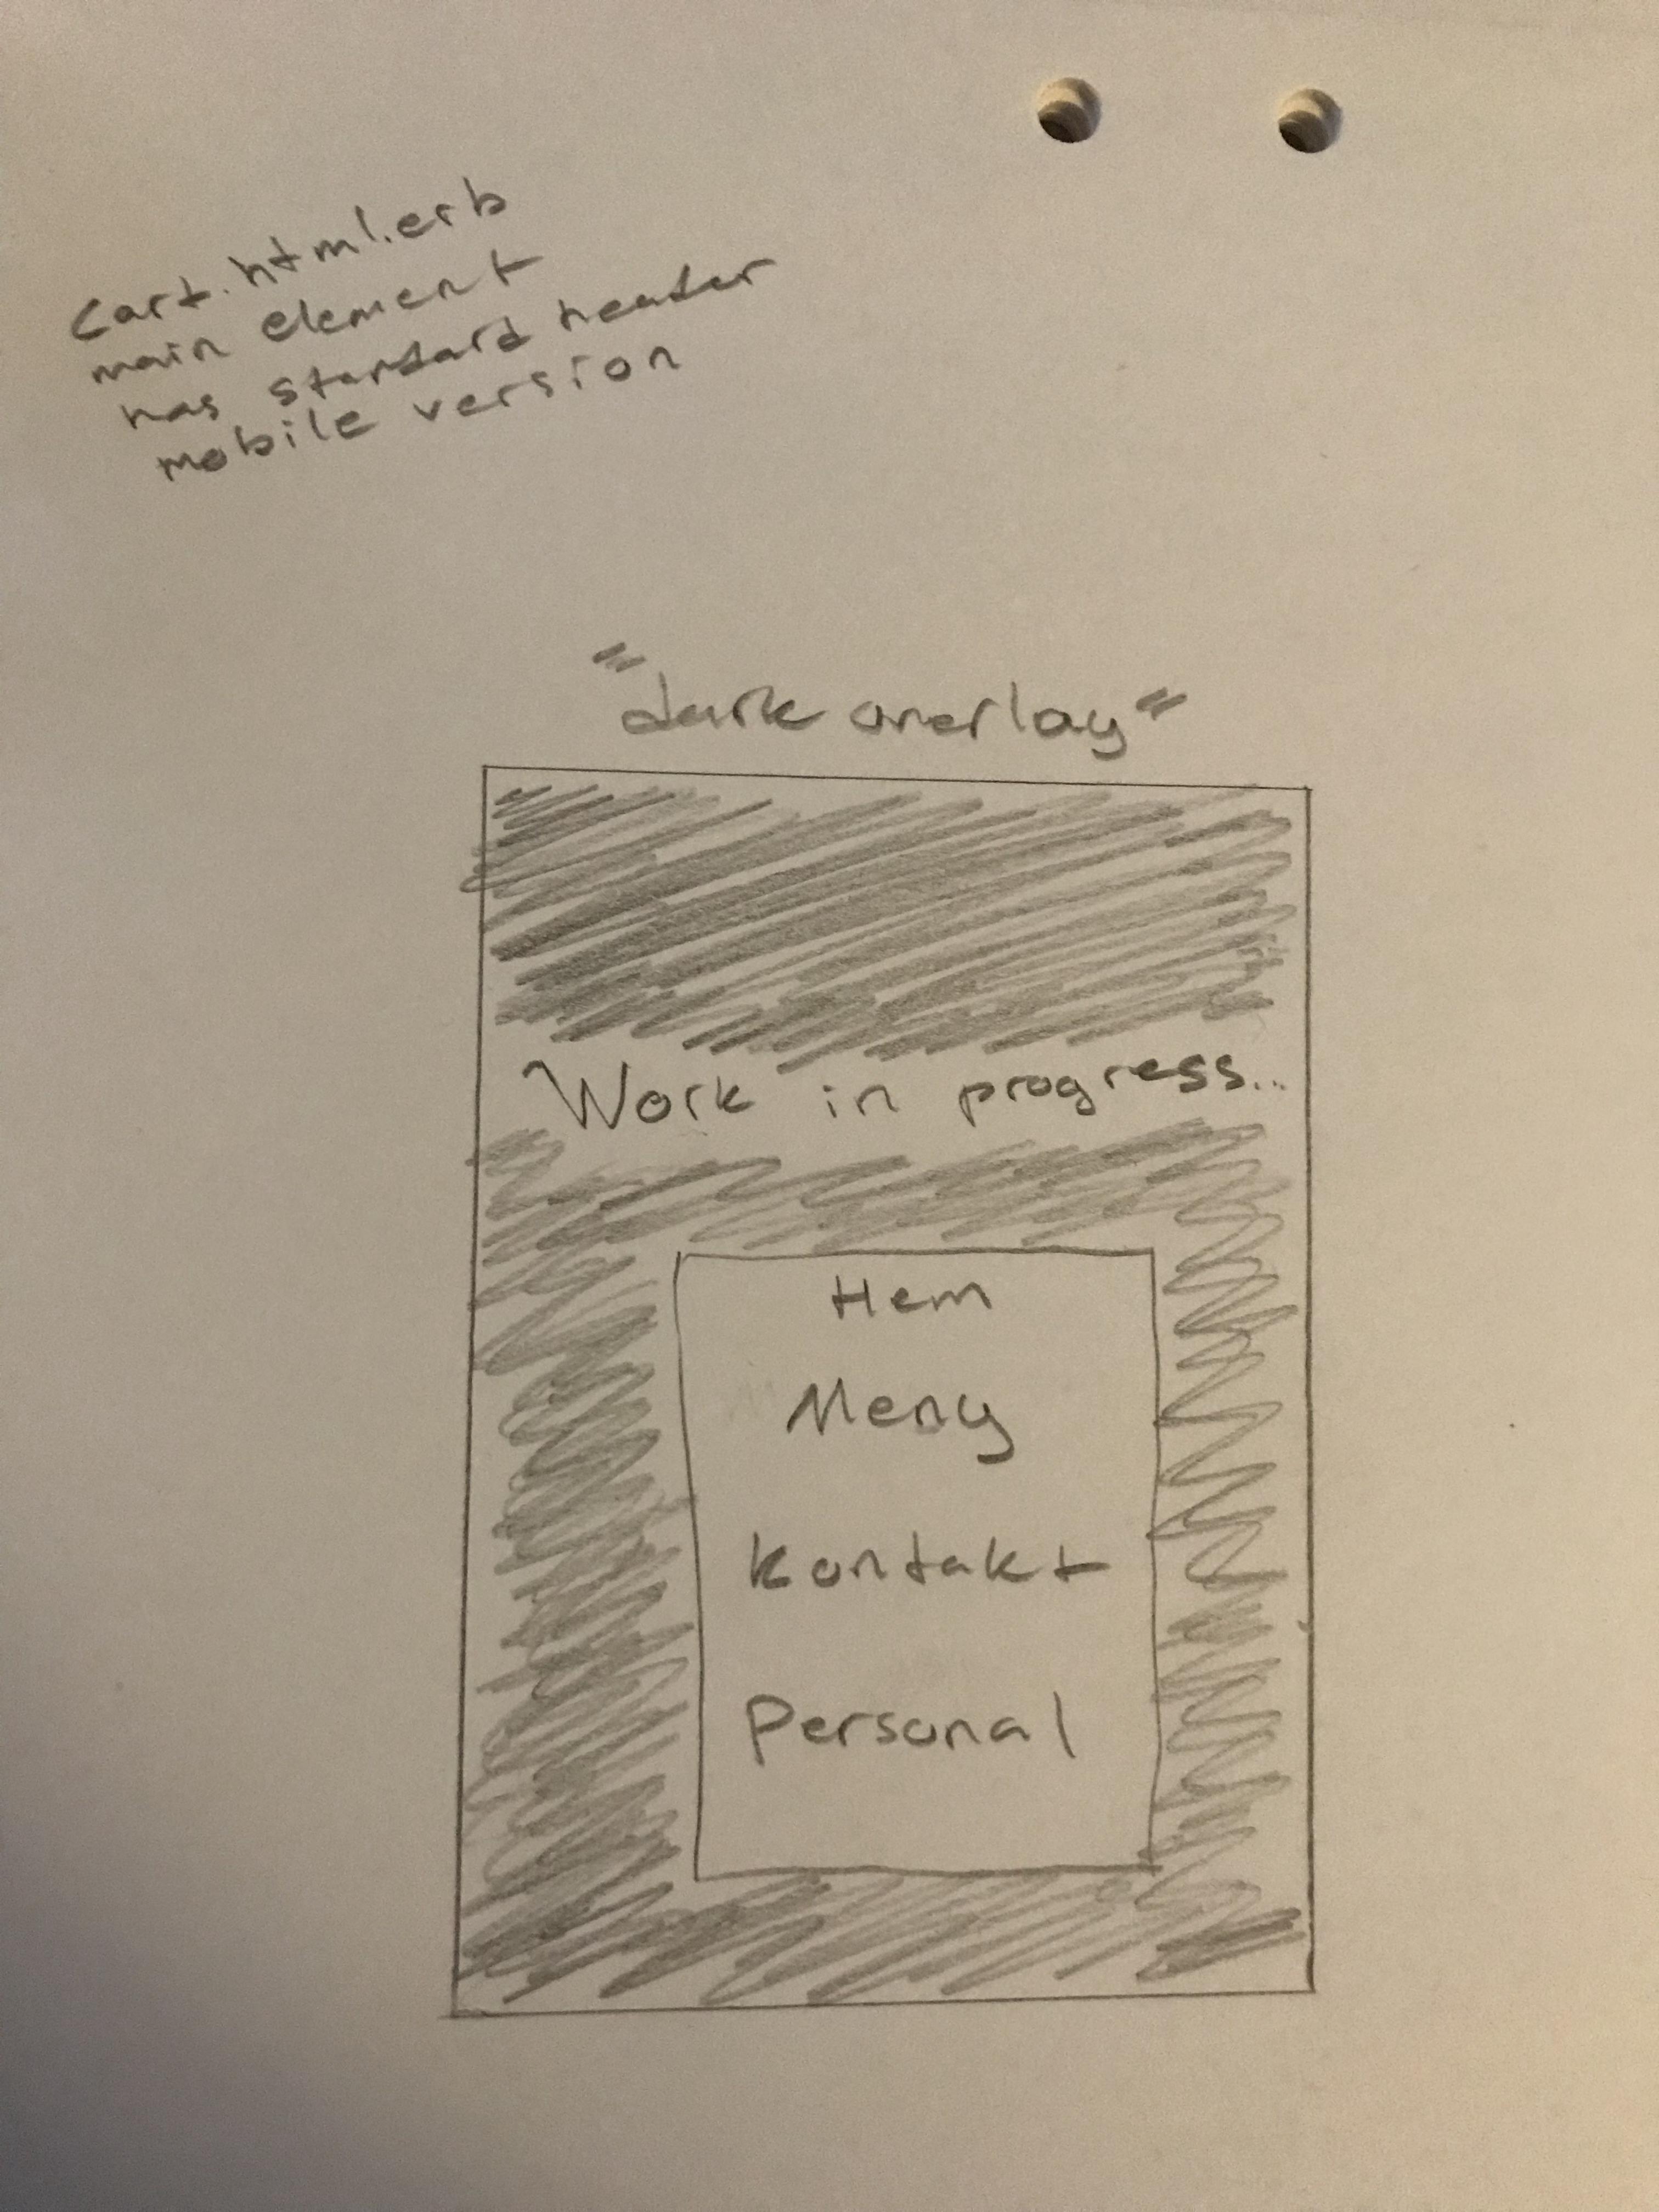 cart.html.erb
main element
has standard header
mobile version
"dark overlay"
Work in progress...
Hem
Meny
Kontakt
Personal